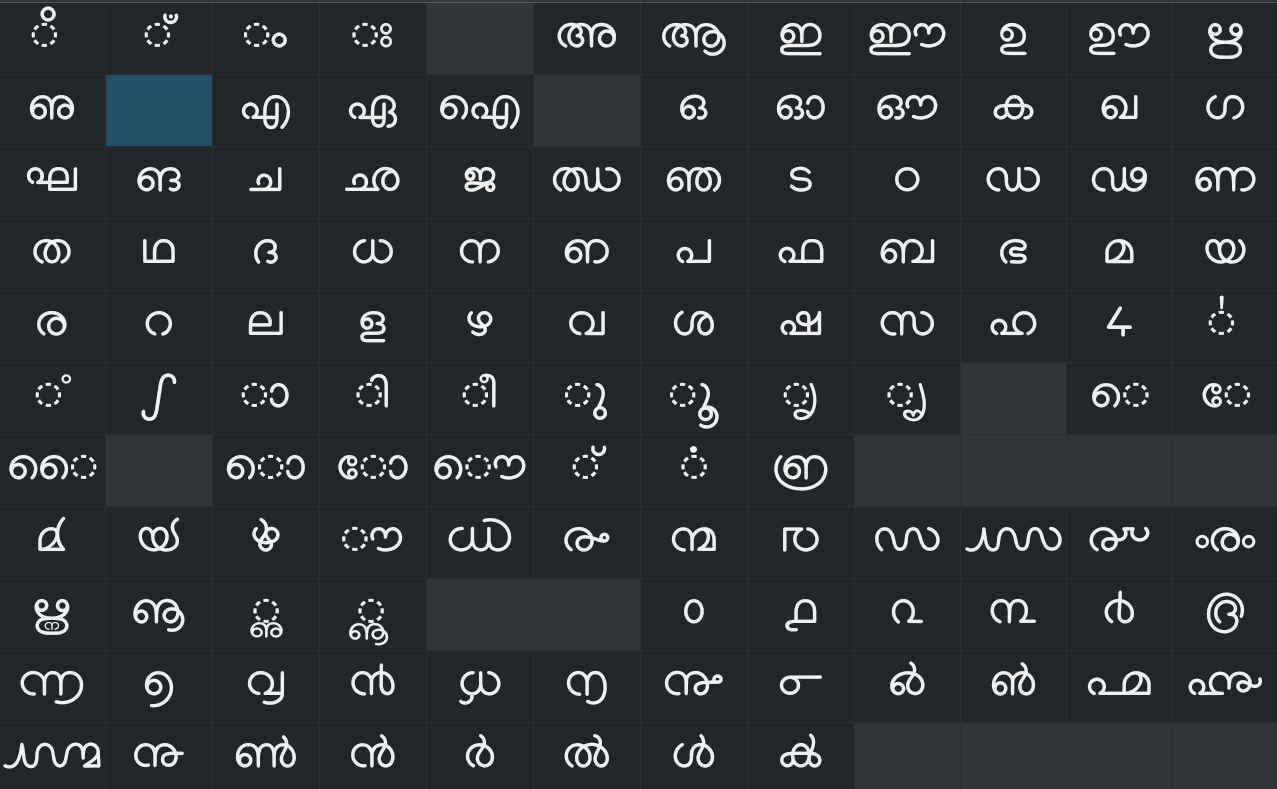 ◌ഀ ◌ഁ ◌ം ◌ഃ അ ആ ഇ ഈ ഉ ഊ ഋ
ഌ എ ഏ ഐ ഒ ഓ ഔ ക ഖ ഗ
ഘ ങ ച ഛ ജ ഝ ഞ ട ഠ ഡ ഢ ണ
ത ഥ ദ ധ ന ഩ പ ഫ ബ ഭ മ യ
ര റ ല ള ഴ വ ശ ഷ സ ഹ ഺ ◌഻
◌഼ ഽ ◌ാ ◌ി ◌ീ ◌ു ◌ൂ ◌ൃ ◌ൄ ◌െ ◌േ
◌ൈ ◌ൊ ◌ോ ◌ൌ ◌് ൎ ൏
ൔ ൕ ൖ ◌ൗ ൘ ൙ ൚ ൛ ൜ ൝ ൞ ൟ
ൠ ൡ ◌ൢ ◌ൣ ൦ ൧ ൨ ൩ ൪ ൫
൬ ൭ ൮ ൯ ൰ ൱ ൲ ൳ ൴ ൵ ൶ ൷
൸ ൹ ൺ ൻ ർ ൽ ൾ ൿ